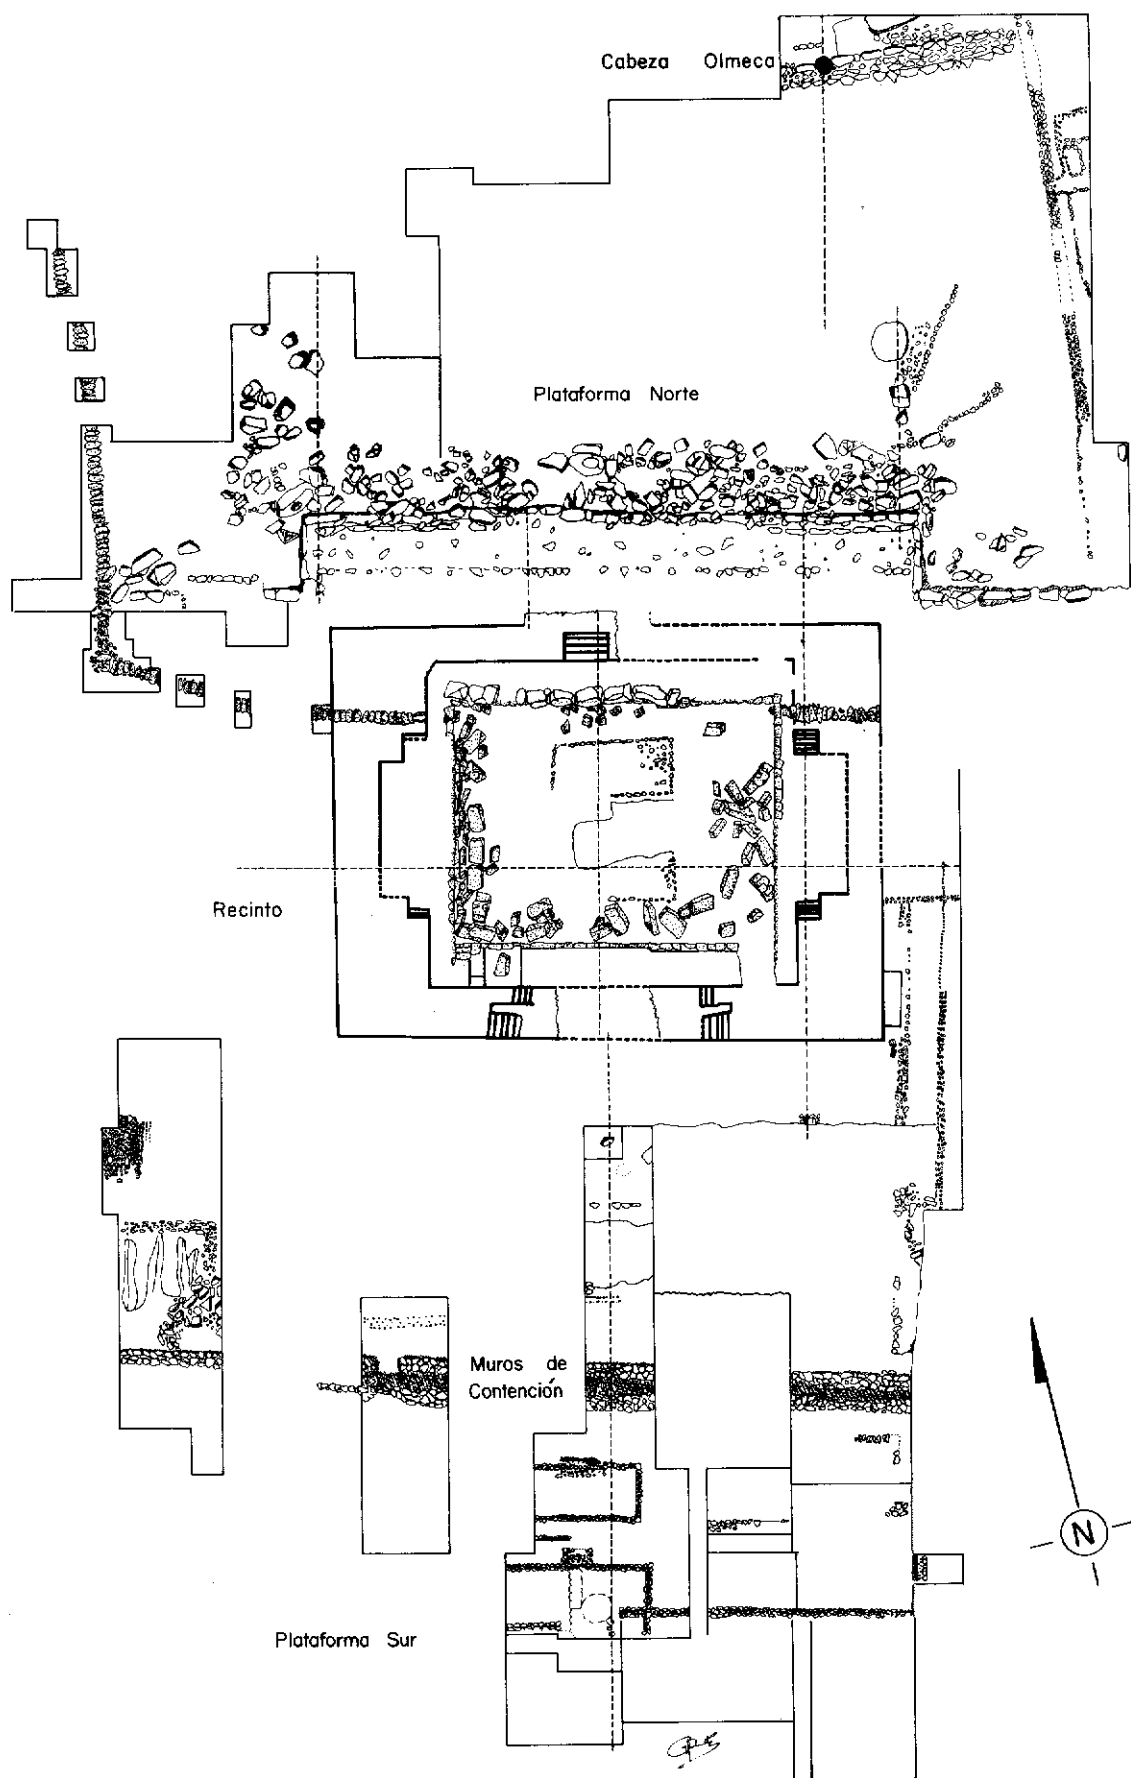 Cabeza Olmeca
Plataforma Norte
Recinto
Muros de
Contención
N
Plataforma Sur